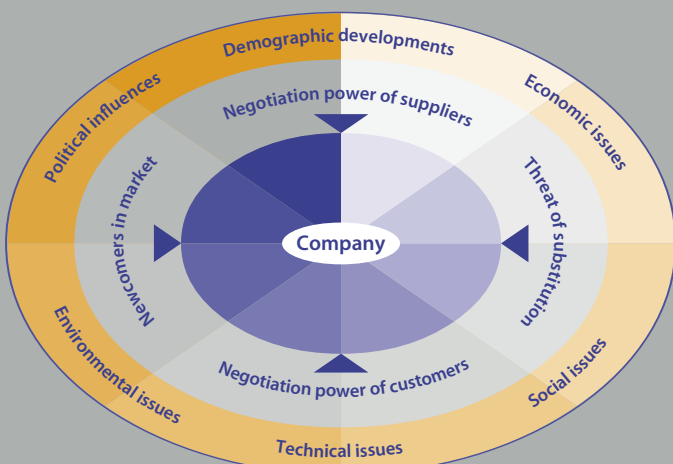 Demographic developments
Political influences
Economic issues
Negotiation power of suppliers
Newcomers in market
Threat of substitution
Company
Negotiation power of customers
Environmental issues
Social issues
Technical issues